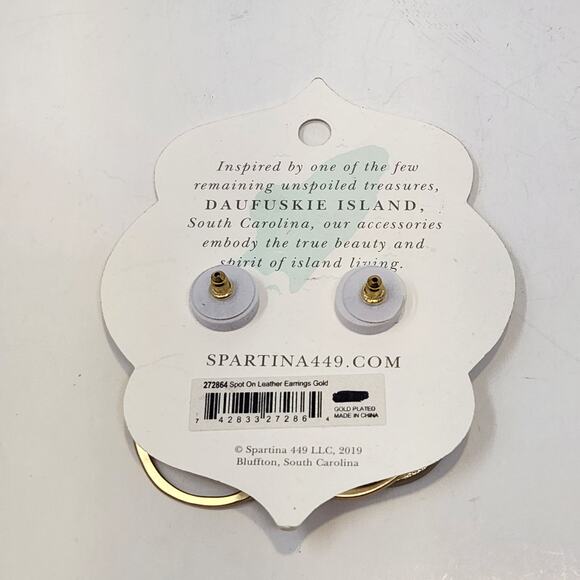 Inspired by one of the few
remaining unspoiled treasures,
DAUFUSKIE ISLAND,
South Carolina, our accessories
embody the true beauty and
spirit of island living.
SPARTINA449.COM
272864 Spot On Leather Earrings Gold
7 42833 27286 4
GOLD PLATED
MADE IN CHINA
© Spartina 449 LLC, 2019
Bluffton, South Carolina